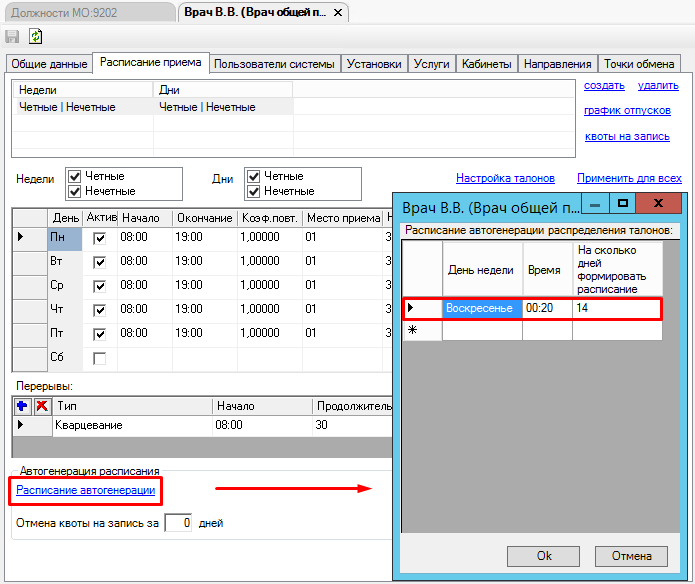 Должности МО:9202
Врач В.В. (Врач общей п... ✕
Общие данные Расписание приема Пользователи системы Установки Услуги Кабинеты Направления Точки обмена
Недели Дни
Четные | Нечетные Четные | Нечетные
создать удалить
график отпусков
квоты на запись
Недели Четные Нечетные
Дни Четные Нечетные
Настройка талонов Применить для всех
День Актив Начало Окончание Коэф.повт. Место приема
Пн 08:00 19:00 1,00000 01 3
Вт 08:00 19:00 1,00000 01 3
Ср 08:00 19:00 1,00000 01 3
Чт 08:00 19:00 1,00000 01 3
Пт 08:00 19:00 1,00000 01 3
Сб
Перерывы:
Тип Начало Продолжитель
Кварцевание 08:00 30
Автогенерация расписания
Расписание автогенерации
Отмена квоты на запись за 0 дней
Врач В.В. (Врач общей п...
Расписание автогенерации распределения талонов:
День недели Время На сколько дней формировать расписание
Воскресенье 00:20 14
Ok Отмена